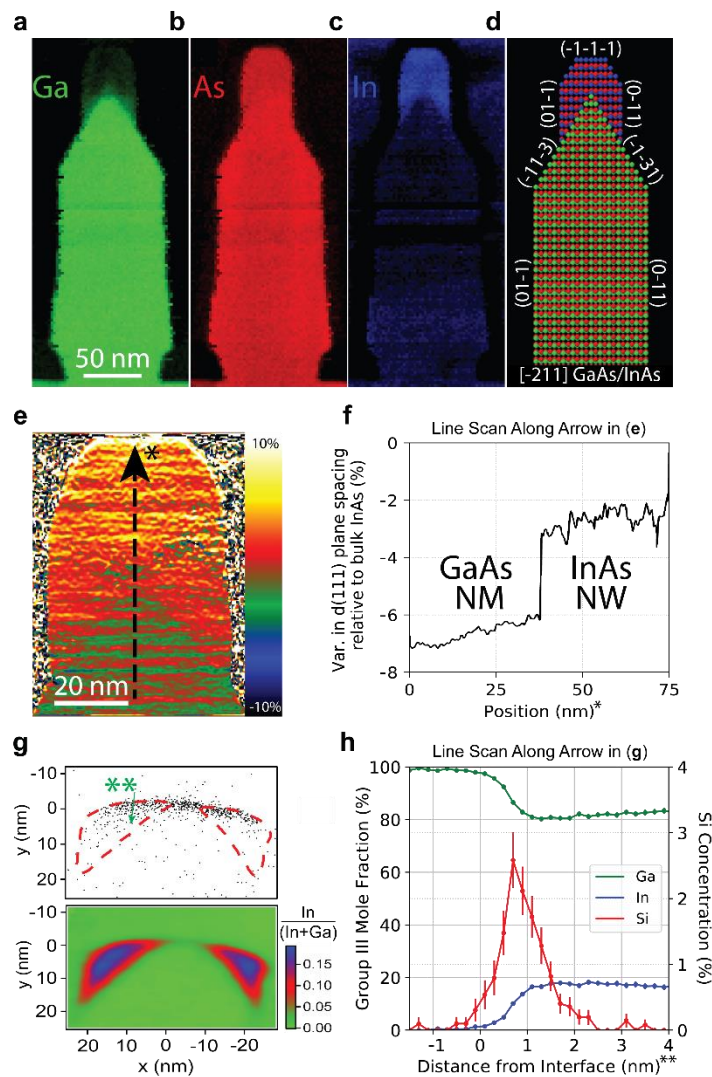 a
b
c
d
Ga
As
In
50 nm
(-1-1-1)
(01-1)
(0-11)
(-11-3)
(-1-31)
(01-1)
(0-11)
[-211] GaAs/InAs
e
*
10%
20 nm
-10%
f
Line Scan Along Arrow in (e)
Var. in d(111) plane spacing
relative to bulk InAs (%)
0
-2
-4
-6
-8
GaAs
NM
InAs
NW
0
25
50
75
Position (nm)*
g
**
y (nm)
-10
0
10
20
y (nm)
-10
0
10
20
20
10
0
-10
-20
x (nm)
In
(In+Ga)
0.15
0.10
0.05
0.00
h
Line Scan Along Arrow in (g)
Group III Mole Fraction (%)
100
80
60
40
20
0
Ga
In
Si
4
3
2
1
0
Si Concentration (%)
-1
0
1
2
3
4
Distance from Interface (nm)**